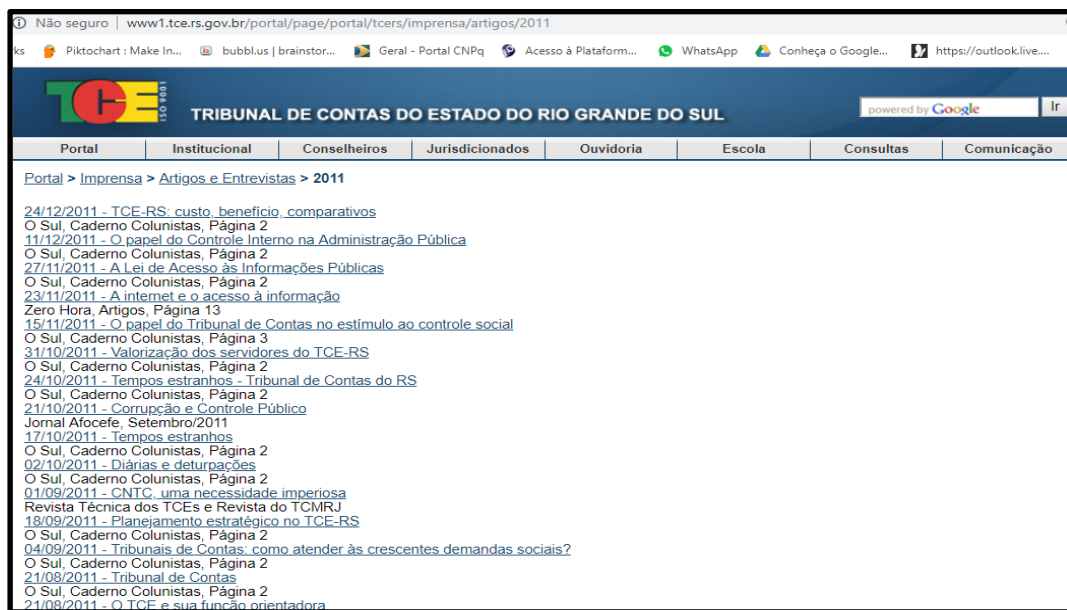 Não seguro | www1.tce.rs.gov.br/portal/page/portal/tcers/imprensa/artigos/2011
ks Piktochart : Make In... bubbl.us | brainstor... Geral - Portal CNPq Acesso à Plataform... WhatsApp Conheça o Google... https://outlook.live....
TCE ISO 9001
TRIBUNAL DE CONTAS DO ESTADO DO RIO GRANDE DO SUL
powered by Google Ir
Portal Institucional Conselheiros Jurisdicionados Ouvidoria Escola Consultas Comunicação
Portal > Imprensa > Artigos e Entrevistas > 2011
24/12/2011 - TCE-RS: custo, benefício, comparativos
O Sul, Caderno Colunistas, Página 2
11/12/2011 - O papel do Controle Interno na Administração Pública
O Sul, Caderno Colunistas, Página 2
27/11/2011 - A Lei de Acesso às Informações Públicas
O Sul, Caderno Colunistas, Página 2
23/11/2011 - A internet e o acesso à informação
Zero Hora, Artigos, Página 13
15/11/2011 - O papel do Tribunal de Contas no estímulo ao controle social
O Sul, Caderno Colunistas, Página 3
31/10/2011 - Valorização dos servidores do TCE-RS
O Sul, Caderno Colunistas, Página 2
24/10/2011 - Tempos estranhos - Tribunal de Contas do RS
O Sul, Caderno Colunistas, Página 2
21/10/2011 - Corrupção e Controle Público
Jornal Afocefe, Setembro/2011
17/10/2011 - Tempos estranhos
O Sul, Caderno Colunistas, Página 2
02/10/2011 - Diárias e deturpações
O Sul, Caderno Colunistas, Página 2
01/09/2011 - CNTC, uma necessidade imperiosa
Revista Técnica dos TCEs e Revista do TCMRJ
18/09/2011 - Planejamento estratégico no TCE-RS
O Sul, Caderno Colunistas, Página 2
04/09/2011 - Tribunais de Contas: como atender às crescentes demandas sociais?
O Sul, Caderno Colunistas, Página 2
21/08/2011 - Tribunal de Contas
O Sul, Caderno Colunistas, Página 2
21/08/2011 - O TCE e sua função orientadora